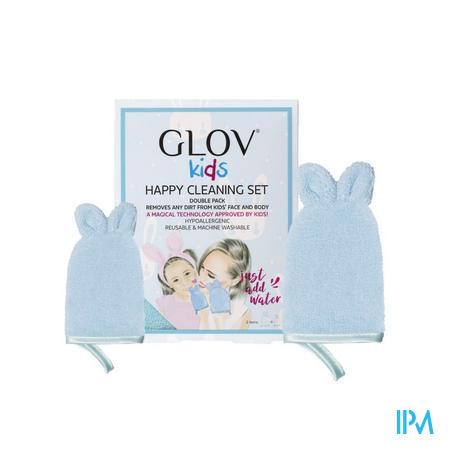 GLOV®
kids
HAPPY CLEANING SET
DOUBLE PACK
REMOVES ANY DIRT FROM KIDS' FACE AND BODY
A MAGICAL TECHNOLOGY APPROVED BY KIDS!
HYPOALLERGENIC
REUSABLE & MACHINE WASHABLE
just
add
water
IPM